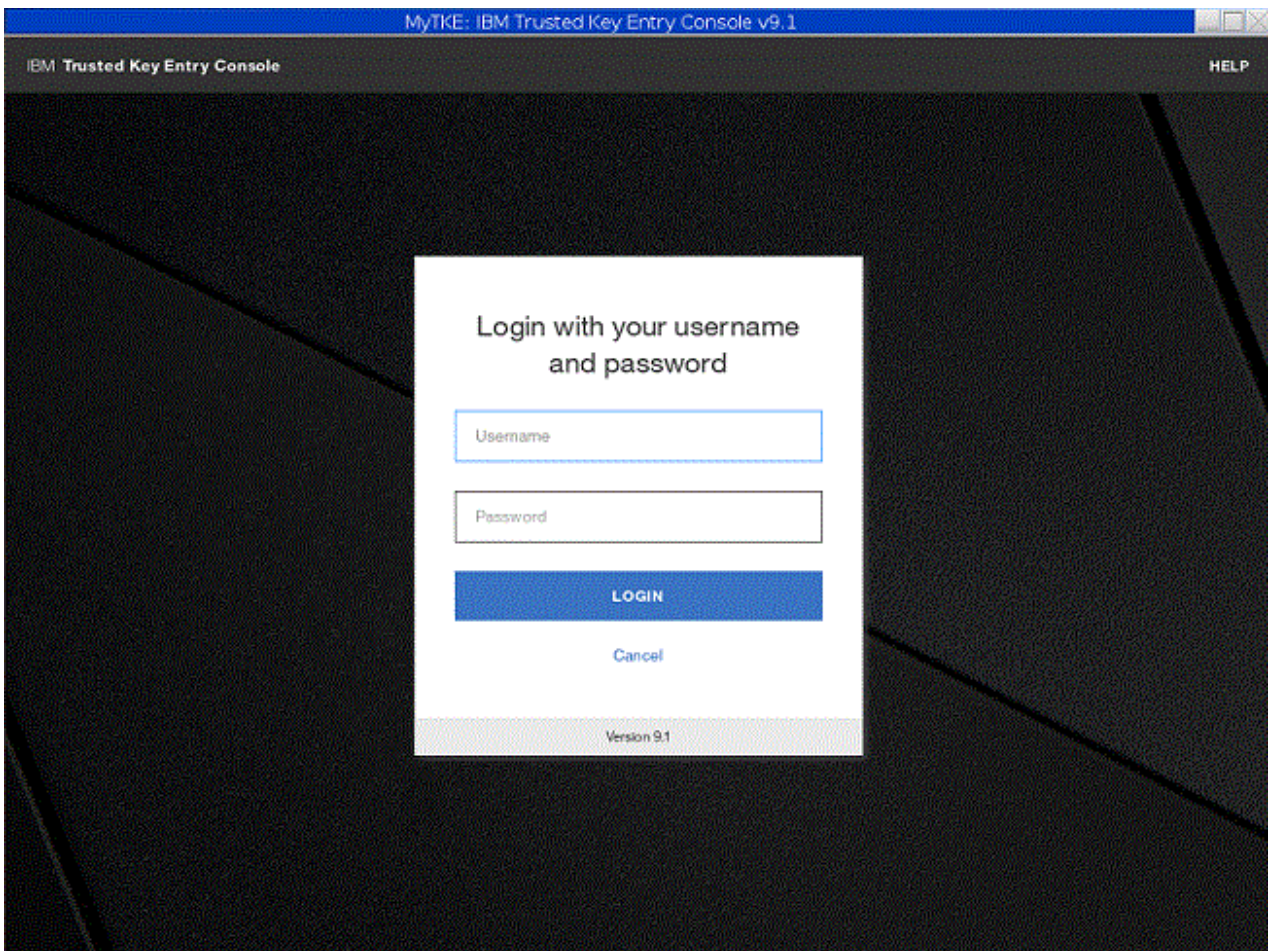 MyTKE: IBM Trusted Key Entry Console v9.1
IBM Trusted Key Entry Console
HELP
Login with your username
and password
Username
Password
LOGIN
Cancel
Version 9.1